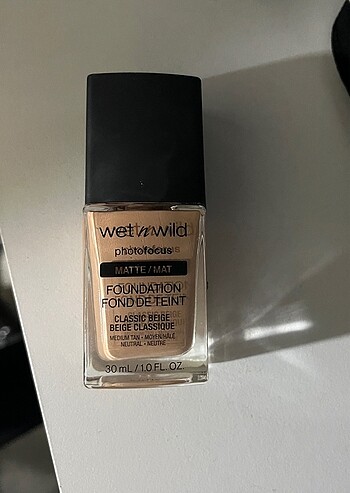 wet n wild
photofocus
MATTE / MAT
FOUNDATION
FOND DE TEINT
CLASSIC BEIGE
BEIGE CLASSIQUE
MEDIUM TAN • MOYEN/HÂLÉ
NEUTRAL • NEUTRE
30 mL / 1.0 FL. OZ.